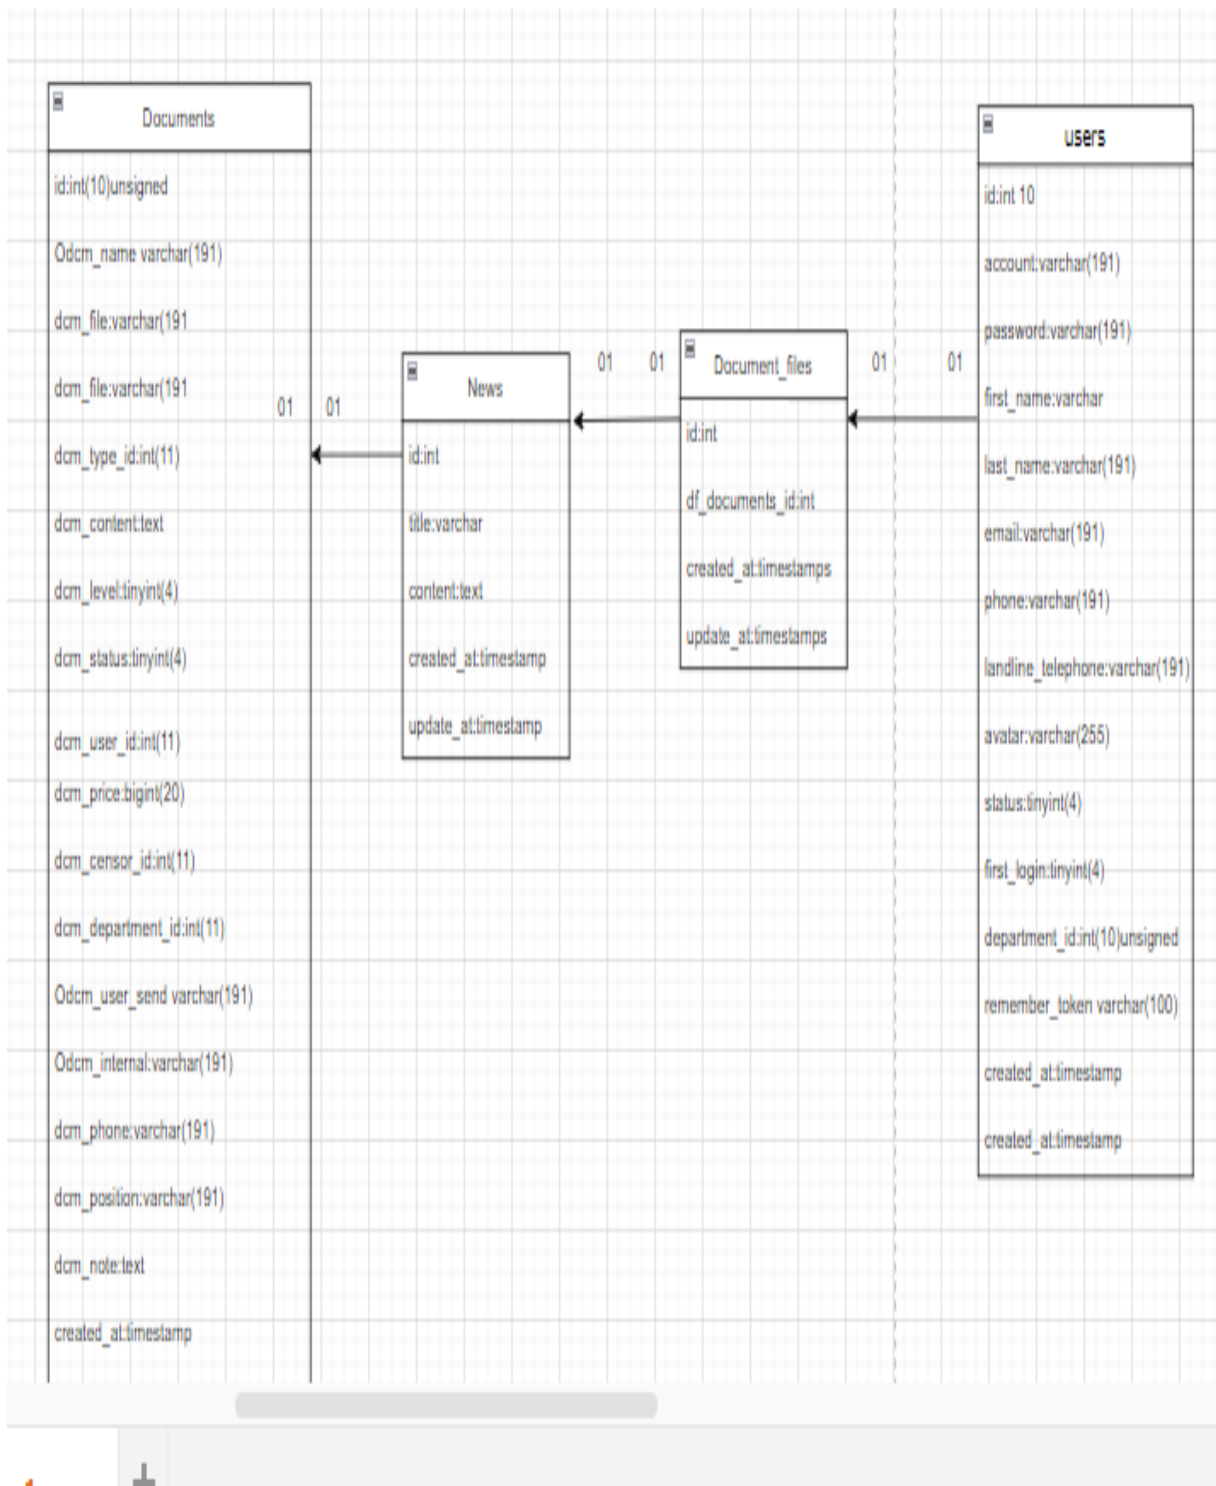 Documents
id:int(10)unsigned
Odcm_name varchar(191)
dcm_file:varchar(191
dcm_file:varchar(191
dcm_type_id:int(11)
dcm_content:text
dcm_level:tinyint(4)
dcm_status:tinyint(4)
dcm_user_id:int(11)
dcm_price:bigint(20)
dcm_censor_id:int(11)
dcm_department_id:int(11)
Odcm_user_send varchar(191)
Odcm_internal:varchar(191)
dcm_phone:varchar(191)
dcm_position:varchar(191)
dcm_note:text
created_at:timestamp
01 01
News
id:int
title:varchar
content:text
created_at:timestamp
update_at:timestamp
01 01
Document_files
id:int
df_documents_id:int
created_at:timestamps
update_at:timestamps
01 01
users
id:int 10
account:varchar(191)
password:varchar(191)
first_name:varchar
last_name:varchar(191)
email:varchar(191)
phone:varchar(191)
landline_telephone:varchar(191)
avatar:varchar(255)
status:tinyint(4)
first_login:tinyint(4)
department_id:int(10)unsigned
remember_token varchar(100)
created_at:timestamp
created_at:timestamp